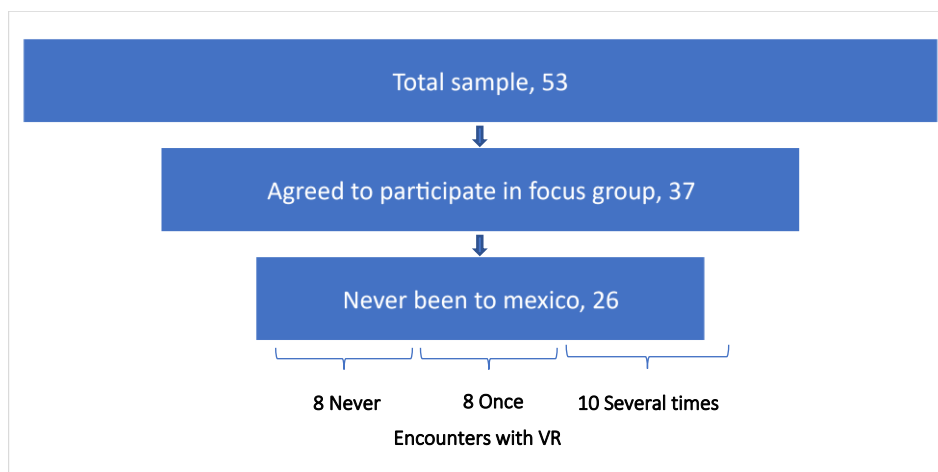 Total sample, 53
Agreed to participate in focus group, 37
Never been to mexico, 26
8 Never 8 Once 10 Several times
Encounters with VR